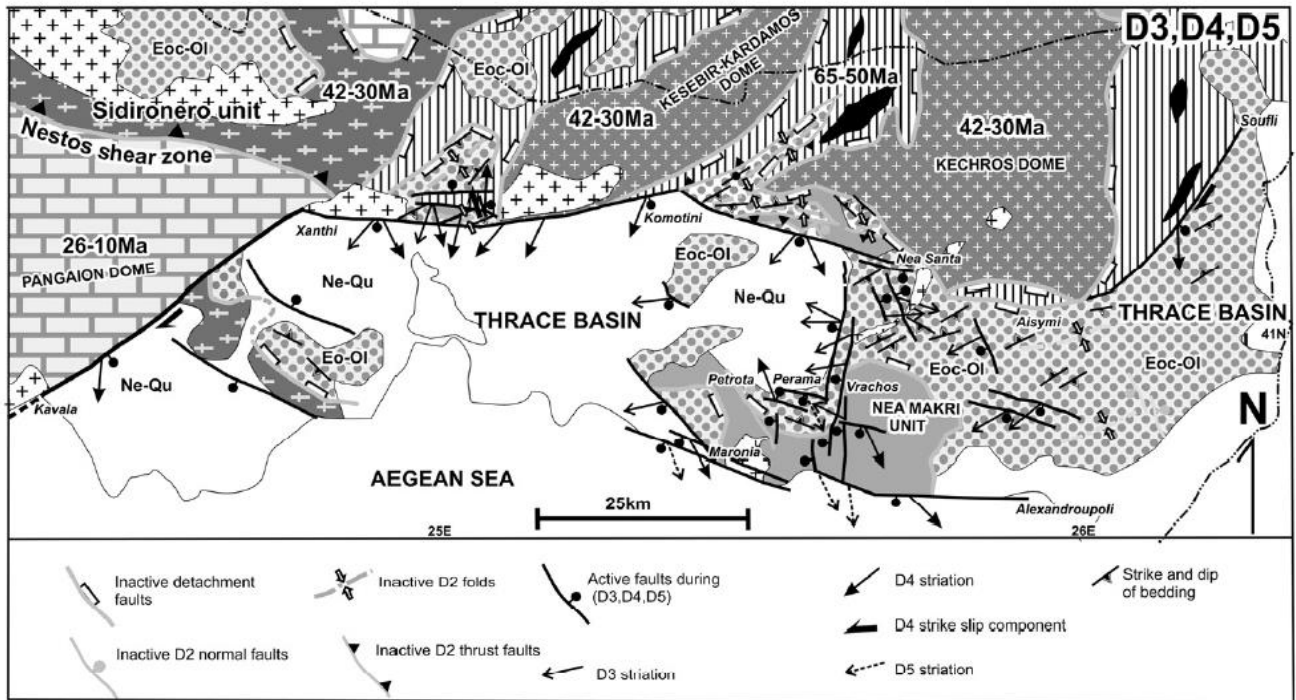 D3,D4,D5
Eoc-Ol
Eoc-Ol
KESEBIR-KARDAMOS
DOME
65-50Ma
42-30Ma
42-30Ma
42-30Ma
Soufli
Sidironero unit
Nestos shear zone
KECHROS DOME
Komotini
Xanthi
26-10Ma
PANGAION DOME
Nea Santa
Eoc-Ol
Ne-Qu
Ne-Qu
THRACE BASIN
THRACE BASIN
41N
Aisymi
Eoc-Ol
Eo-Ol
Eoc-Ol
Ne-Qu
Petrota
Perama
Vrachos
NEA MAKRI
UNIT
Kavala
N
Maronia
AEGEAN SEA
25km
Alexandroupoli
25E
26E
Inactive detachment
faults
Inactive D2 folds
Active faults during
(D3,D4,D5)
D4 striation
Strike and dip
of bedding
D4 strike slip component
Inactive D2 normal faults
Inactive D2 thrust faults
D3 striation
D5 striation